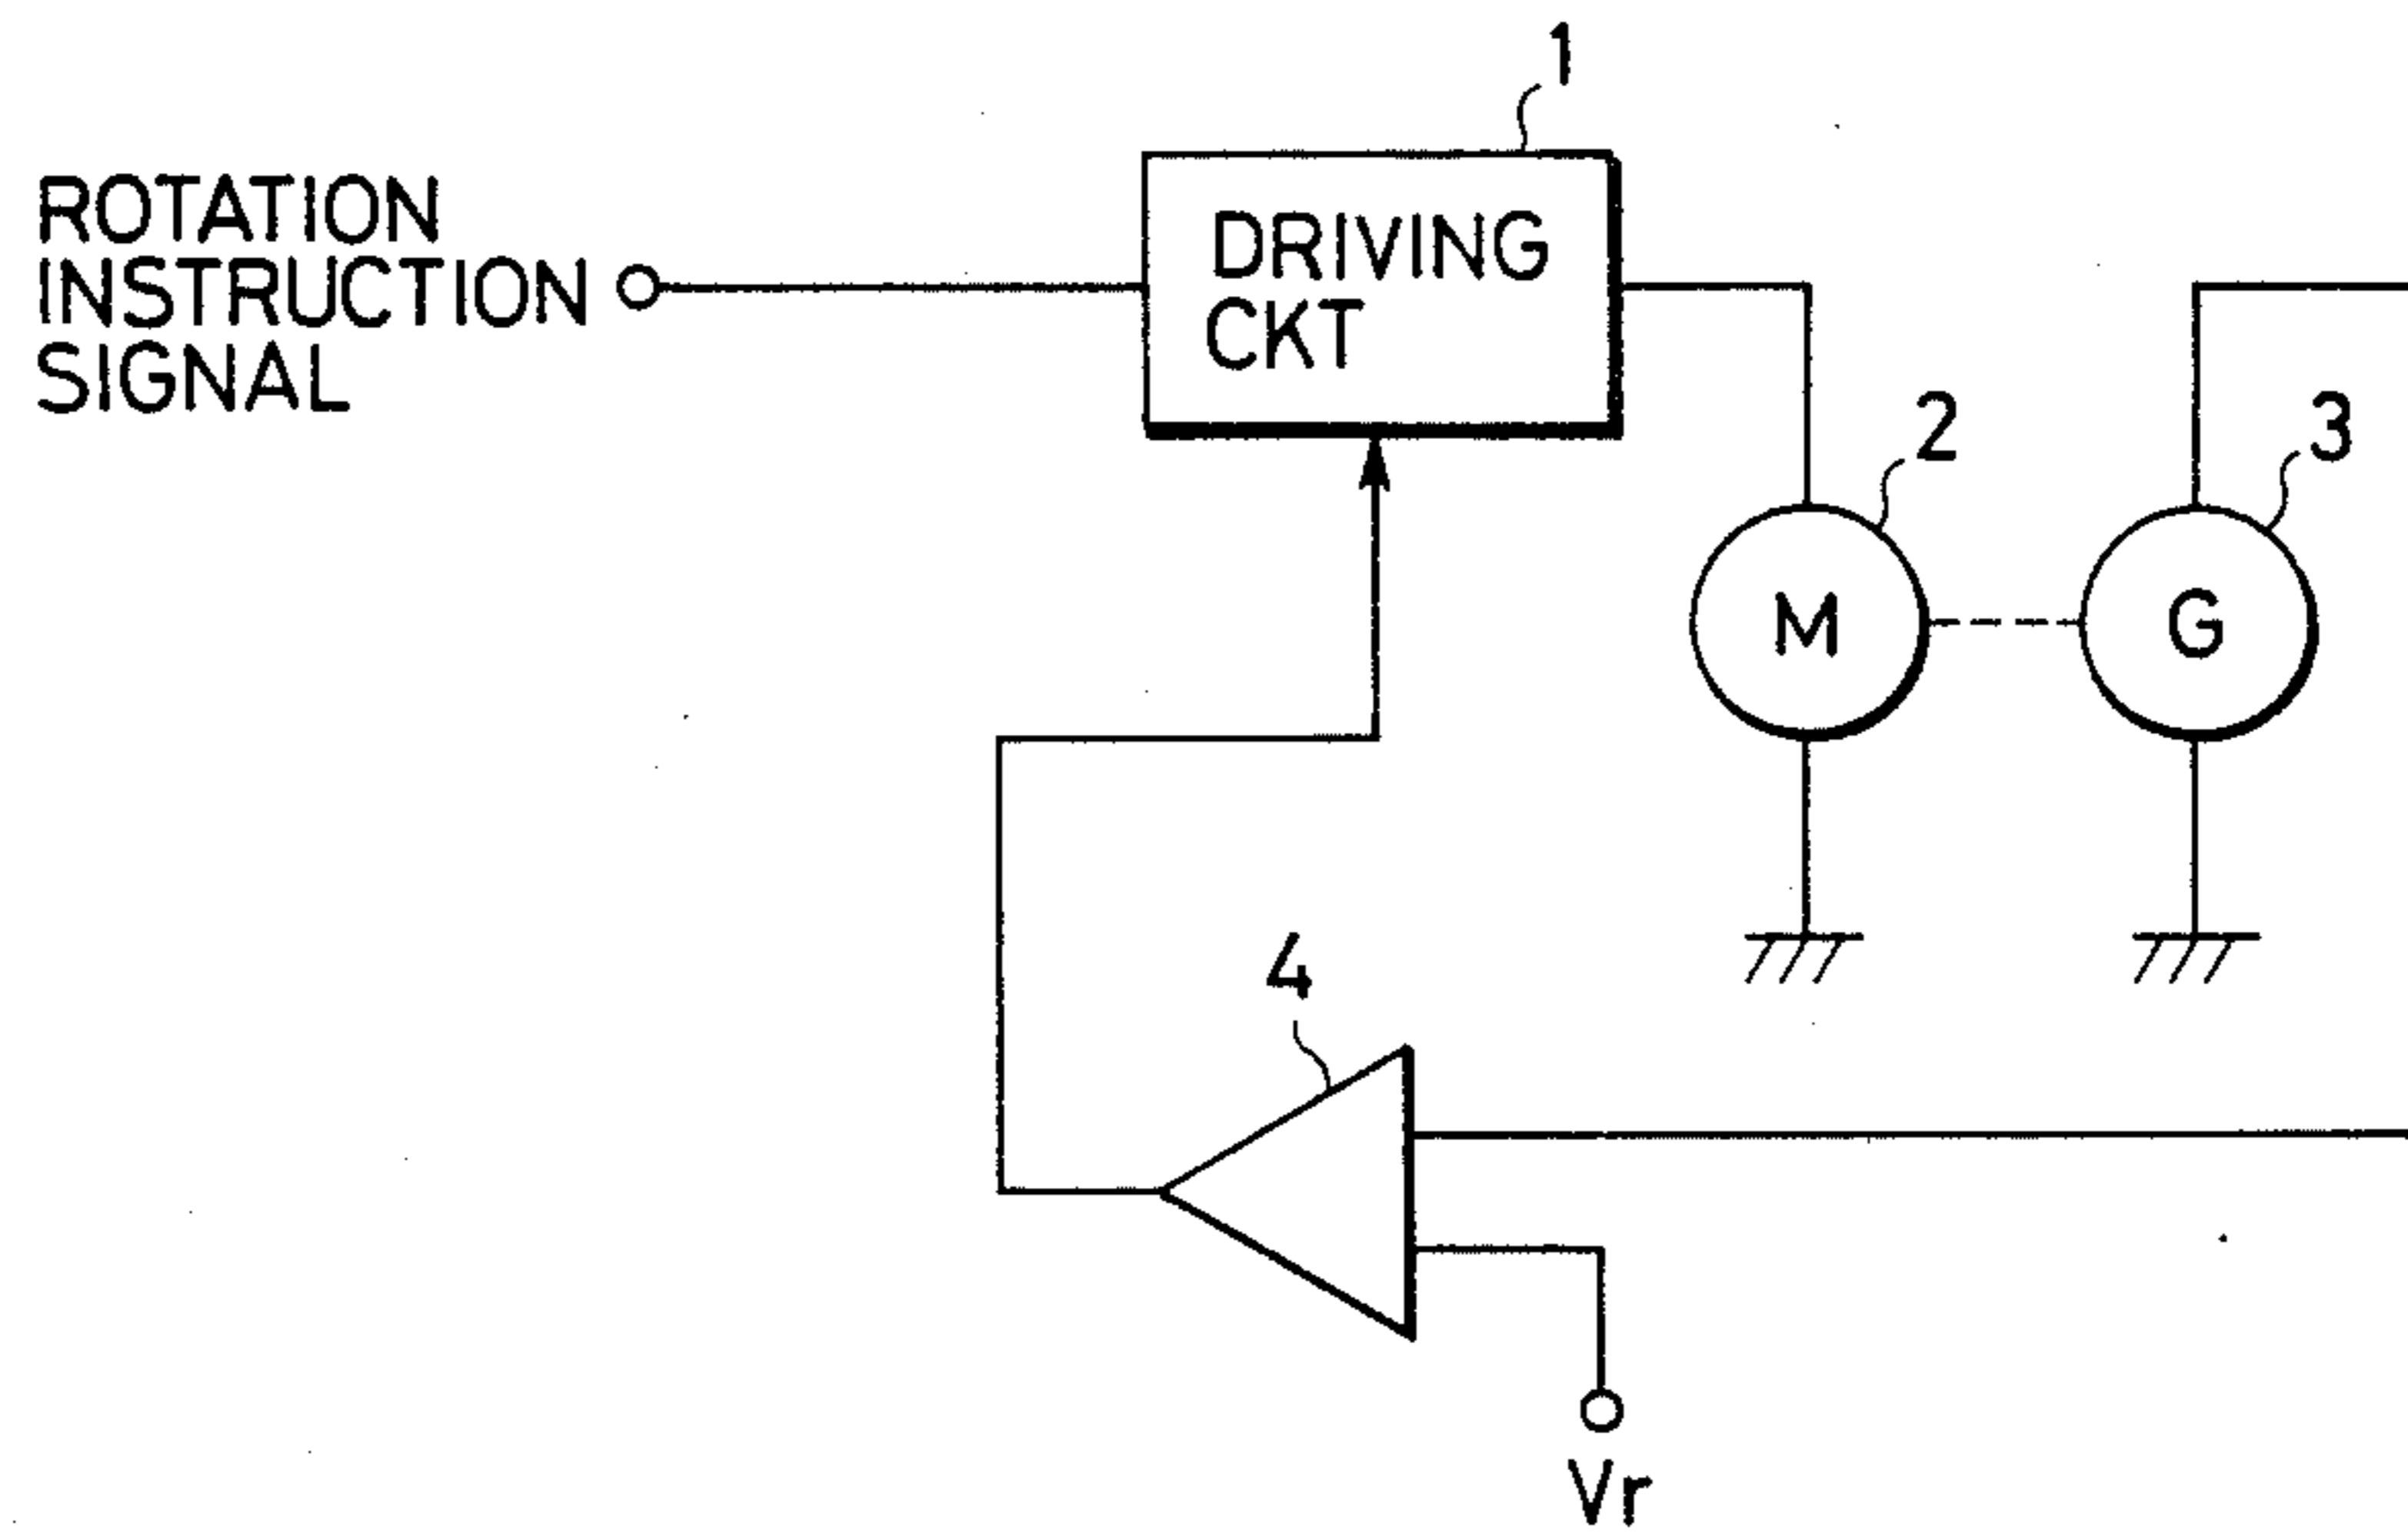 1
ROTATION
INSTRUCTION
SIGNAL
DRIVING
CKT
2
3
M
G
4
Vr